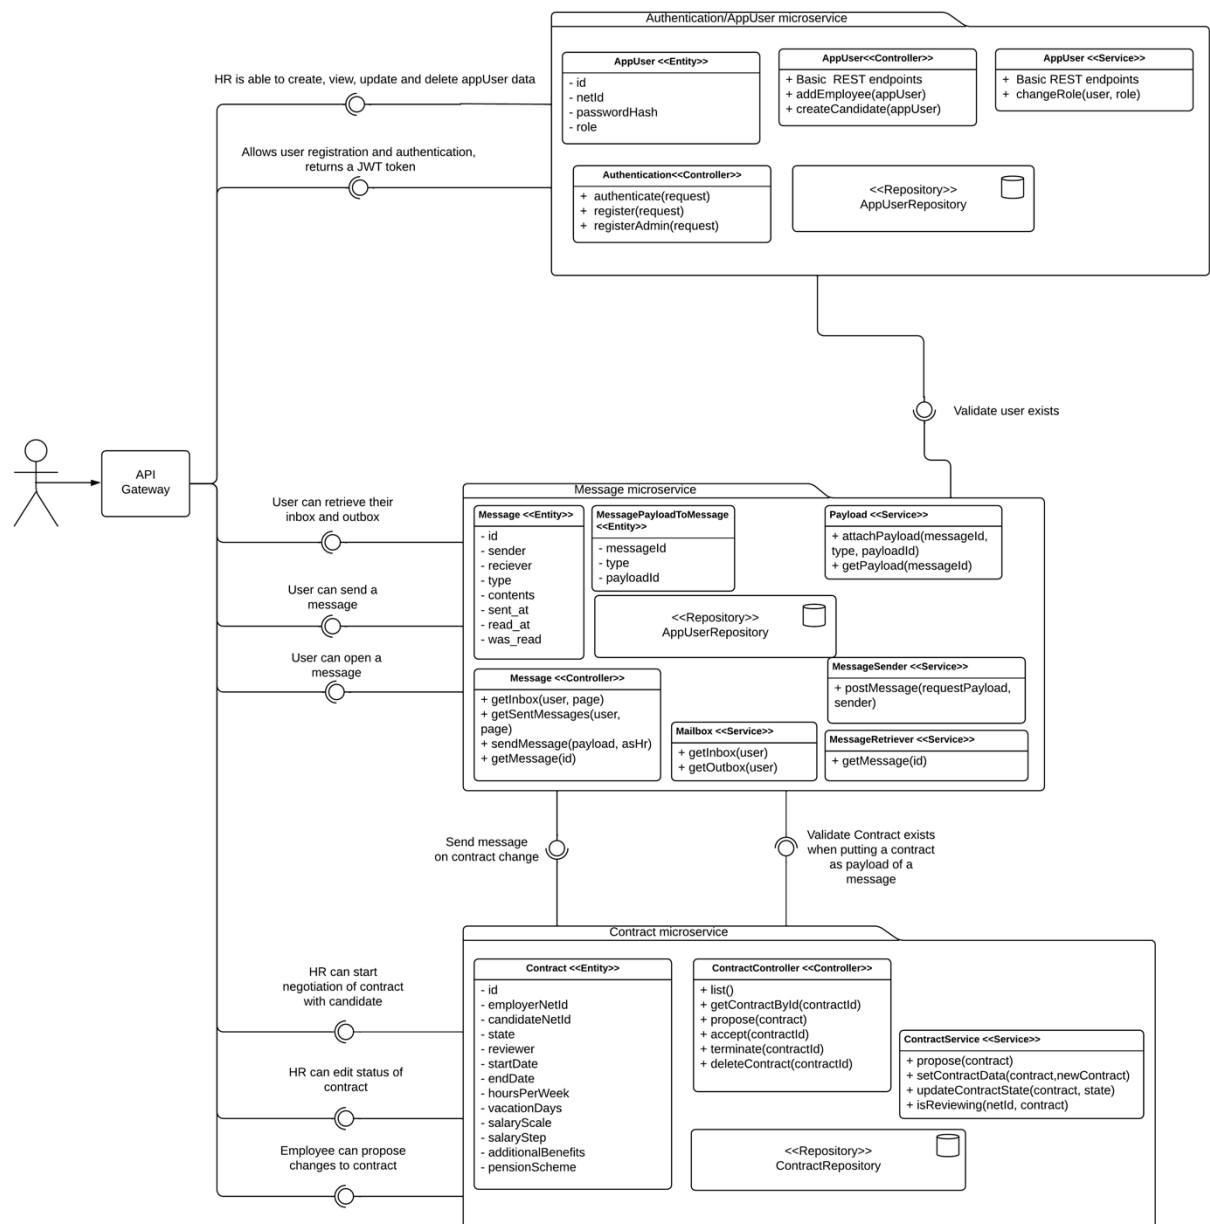 Authentication/AppUser microservice
HR is able to create, view, update and delete appUser data
Allows user registration and authentication,
returns a JWT token
AppUser <<Entity>>
- id
- netId
- passwordHash
- role
AppUser<<Controller>>
+ Basic  REST endpoints
+ addEmployee(appUser)
+ createCandidate(appUser)
AppUser <<Service>>
+  Basic REST endpoints
+  changeRole(user, role)
Authentication<<Controller>>
+  authenticate(request)
+  register(request)
+  registerAdmin(request)
<<Repository>>
AppUserRepository
Validate user exists
API
Gateway
User can retrieve their
inbox and outbox
User can send a
message
User can open a
message
Message microservice
Message <<Entity>>
- id
- sender
- reciever
- type
- contents
- sent_at
- read_at
- was_read
MessagePayloadToMessage
<<Entity>>
- messageId
- type
- payloadId
Payload <<Service>>
+ attachPayload(messageId,
type, payloadId)
+ getPayload(messageId)
<<Repository>>
AppUserRepository
MessageSender <<Service>>
+ postMessage(requestPayload,
sender)
Message <<Controller>>
+ getInbox(user, page)
+ getSentMessages(user,
page)
+ sendMessage(payload, asHr)
+ getMessage(id)
Mailbox <<Service>>
+ getInbox(user)
+ getOutbox(user)
MessageRetriever <<Service>>
+ getMessage(id)
Send message
on contract change
Validate Contract exists
when putting a contract
as payload of a
message
HR can start
negotiation of contract
with candidate
HR can edit status of
contract
Employee can propose
changes to contract
Contract microservice
Contract <<Entity>>
- id
- employerNetId
- candidateNetId
- state
- reviewer
- startDate
- endDate
- hoursPerWeek
- vacationDays
- salaryScale
- salaryStep
- additionalBenefits
- pensionScheme
ContractController <<Controller>>
+ list()
+ getContractById(contractId)
+ propose(contract)
+ accept(contractId)
+ terminate(contractId)
+ deleteContract(contractId)
ContractService <<Service>>
+ propose(contract)
+ setContractData(contract,newContract)
+ updateContractState(contract, state)
+ isReviewing(netId, contract)
<<Repository>>
ContractRepository